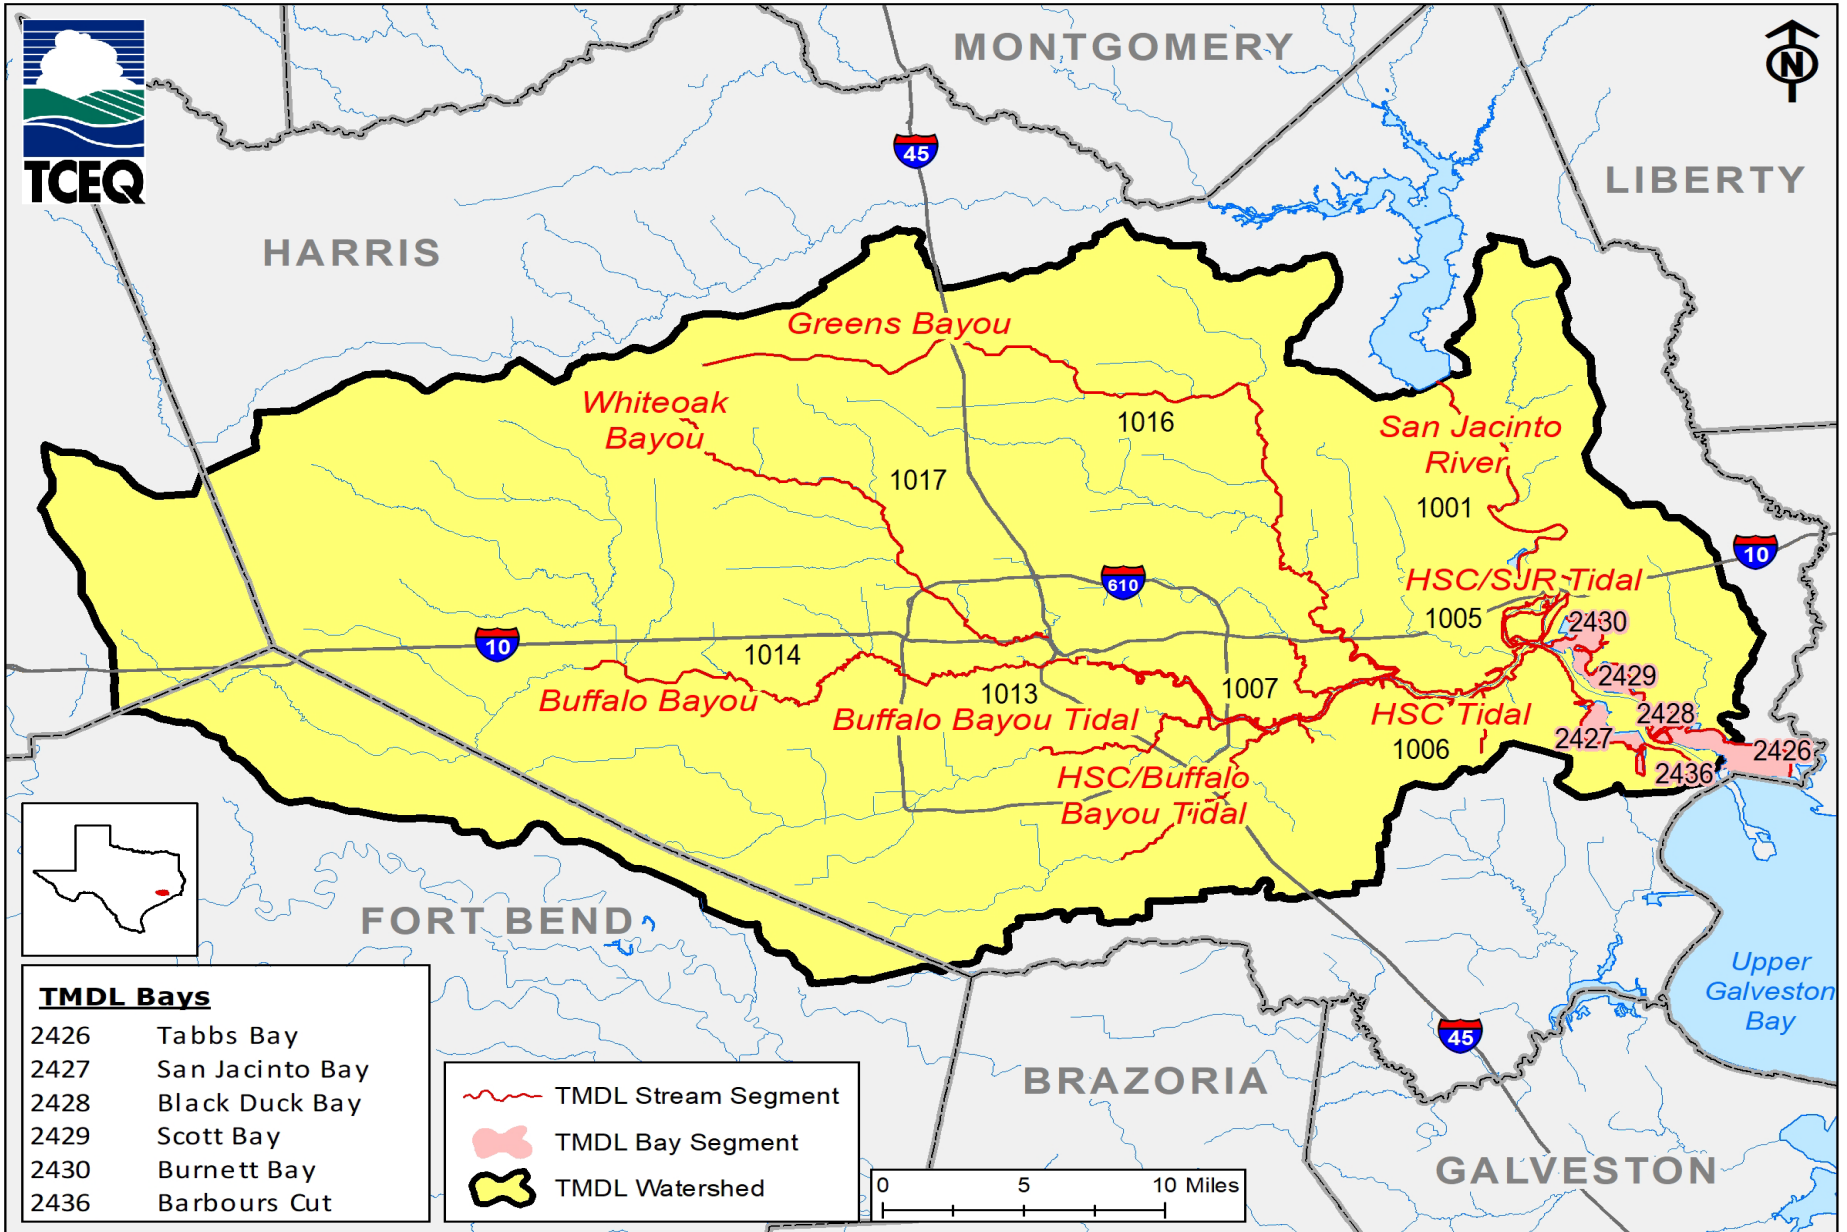 MONTGOMERY
N
TCEQ
45
LIBERTY
HARRIS
Greens Bayou
Whiteoak
Bayou
1016
San Jacinto
River
1017
1001
10
610
HSC/SJR Tidal
1005
2430
10
1014
2429
Buffalo Bayou
1013
1007
Buffalo Bayou Tidal
HSC Tidal
2428
2427
1006
2426
2436
HSC/Buffalo
Bayou Tidal
FORT BEND
Upper
Galveston
Bay
45
BRAZORIA
GALVESTON
TMDL Bays
2426 Tabbs Bay
2427 San Jacinto Bay
2428 Black Duck Bay
2429 Scott Bay
2430 Burnett Bay
2436 Barbours Cut
TMDL Stream Segment
TMDL Bay Segment
TMDL Watershed
0 5 10 Miles